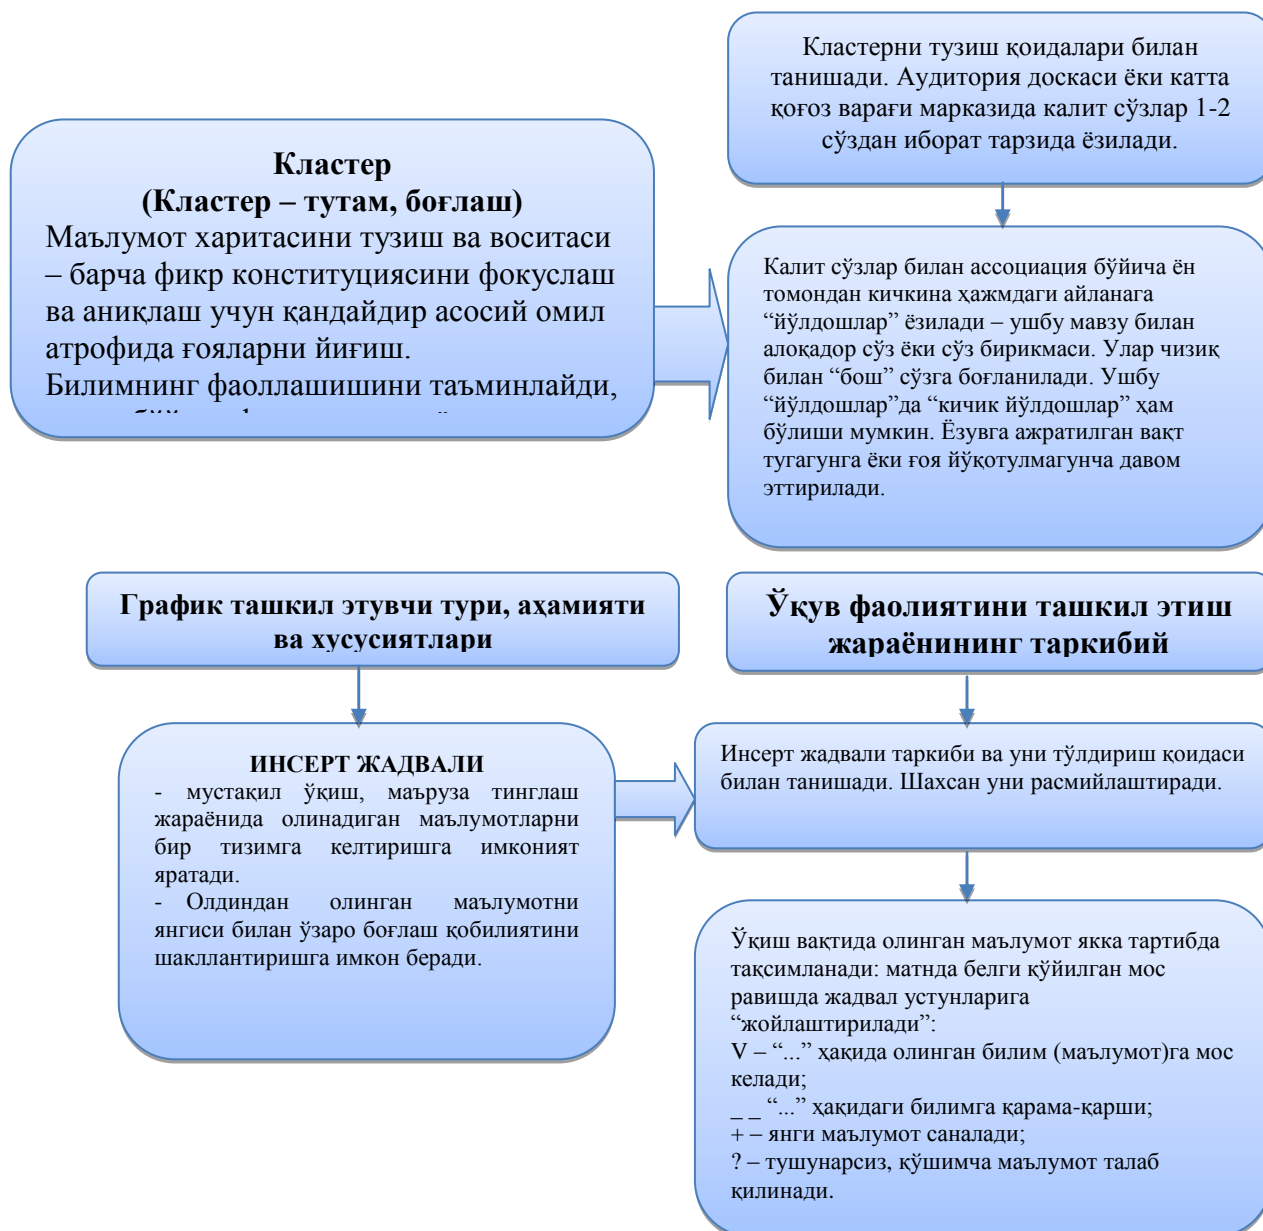 Кластерни тузиш қоидалари билан
танишади. Аудитория доскаси ёки катта
қоғоз варағи марказида калит сўзлар 1-2
сўздан иборат тарзида ёзилади.
Кластер
(Кластер – тутам, боғлаш)
Маълумот харитасини тузиш ва воситаси
– барча фикр конституциясини фокуслаш
ва аниқлаш учун қандайдир асосий омил
атрофида ғояларни йиғиш.
Билимнинг фаоллашишини таъминлайди,
Калит сўзлар билан ассоциация бўйича ён
томондан кичкина ҳажмдаги айланага
“йўлдошлар” ёзилади – ушбу мавзу билан
алоқадор сўз ёки сўз бирикмаси. Улар чизиқ
билан “бош” сўзга боғланилади. Ушбу
“йўлдошлар”да “кичик йўлдошлар” ҳам
бўлиши мумкин. Ёзувга ажратилган вақт
тугагунга ёки ғоя йўқотулмагунча давом
эттирилади.
График ташкил этувчи тури, аҳамияти
ва хусусиятлари
Ўқув фаолиятини ташкил этиш
жараёнининг таркибий
ИНСЕРТ ЖАДВАЛИ
- мустақил ўқиш, маъруза тинглаш
жараёнида олинадиган маълумотларни
бир тизимга келтиришга имконият
яратади.
- Олдиндан олинган маълумотни
янгиси билан ўзаро боғлаш қобилиятини
шакллантиришга имкон беради.
Инсерт жадвали таркиби ва уни тўлдириш қоидаси
билан танишади. Шахсан уни расмийлаштиради.
Ўқиш вақтида олинган маълумот якка тартибда
тақсимланади: матнда белги қўйилган мос
равишда жадвал устунларига
“жойлаштирилади”:
V – “...” ҳақида олинган билим (маълумот)га мос
келади;
_ _ “...” ҳақидаги билимга қарама-қарши;
+ – янги маълумот саналади;
? – тушунарсиз, қўшимча маълумот талаб
қилинади.